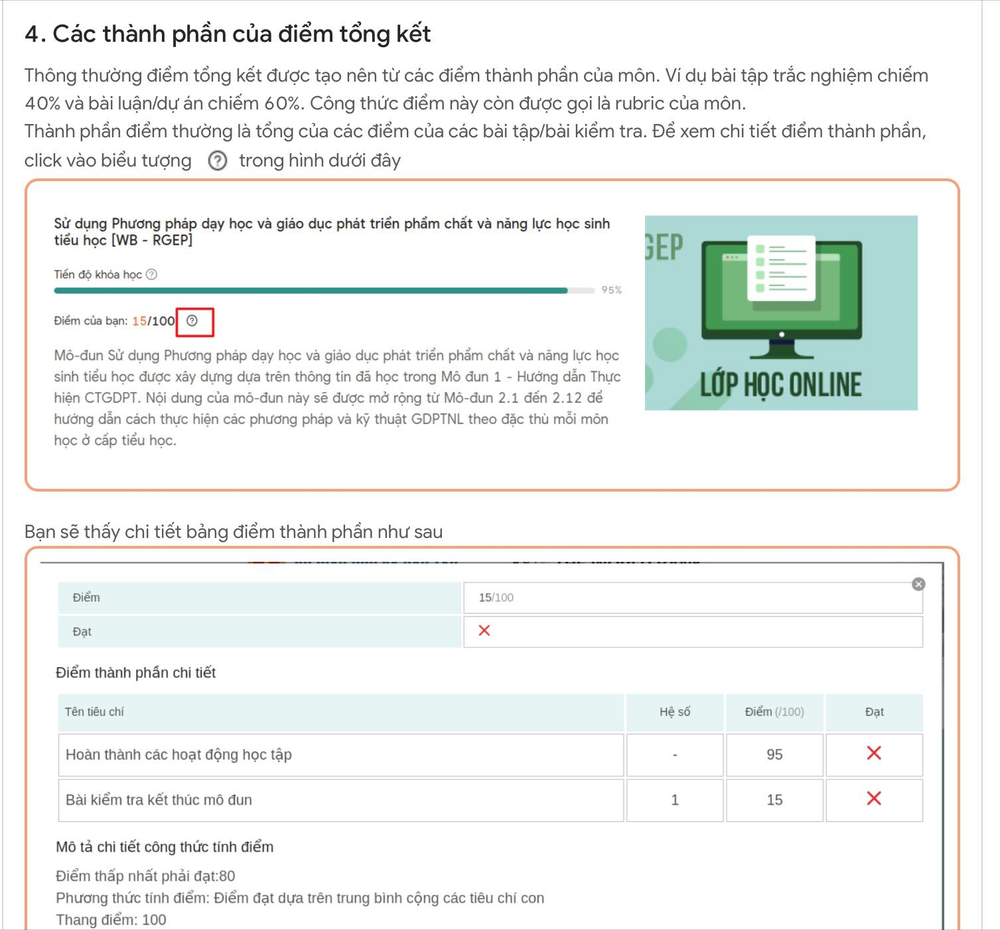 4. Các thành phần của điểm tổng kết
Thông thường điểm tổng kết được tạo nên từ các điểm thành phần của môn. Ví dụ bài tập trắc nghiệm chiếm
40% và bài luận/dự án chiếm 60%. Công thức điểm này còn được gọi là rubric của môn.
Thành phần điểm thường là tổng của các điểm của các bài tập/bài kiểm tra. Để xem chi tiết điểm thành phần,
click vào biểu tượng ? trong hình dưới đây
Sử dụng Phương pháp dạy học và giáo dục phát triển phẩm chất và năng lực học sinh
tiểu học [WB - RGEP]
Tiến độ khóa học ?
95%
Điểm của bạn: 15/100 ?
Mô-đun Sử dụng Phương pháp dạy học và giáo dục phát triển phẩm chất và năng lực học
sinh tiểu học được xây dựng dựa trên thông tin đã học trong Mô đun 1 - Hướng dẫn Thực
hiện CTGDPT. Nội dung của mô-đun này sẽ được mở rộng từ Mô-đun 2.1 đến 2.12 để
hướng dẫn cách thực hiện các phương pháp và kỹ thuật GDPTNL theo đặc thù mỗi môn
học ở cấp tiểu học.
GEP
LỚP HỌC ONLINE
Bạn sẽ thấy chi tiết bảng điểm thành phần như sau
Điểm 15/100
Đạt
Điểm thành phần chi tiết
Tên tiêu chí Hệ số Điểm (/100) Đạt
Hoàn thành các hoạt động học tập - 95
Bài kiểm tra kết thúc mô đun 1 15
Mô tả chi tiết công thức tính điểm
Điểm thấp nhất phải đạt:80
Phương thức tính điểm: Điểm đạt dựa trên trung bình cộng các tiêu chí con
Thang điểm: 100